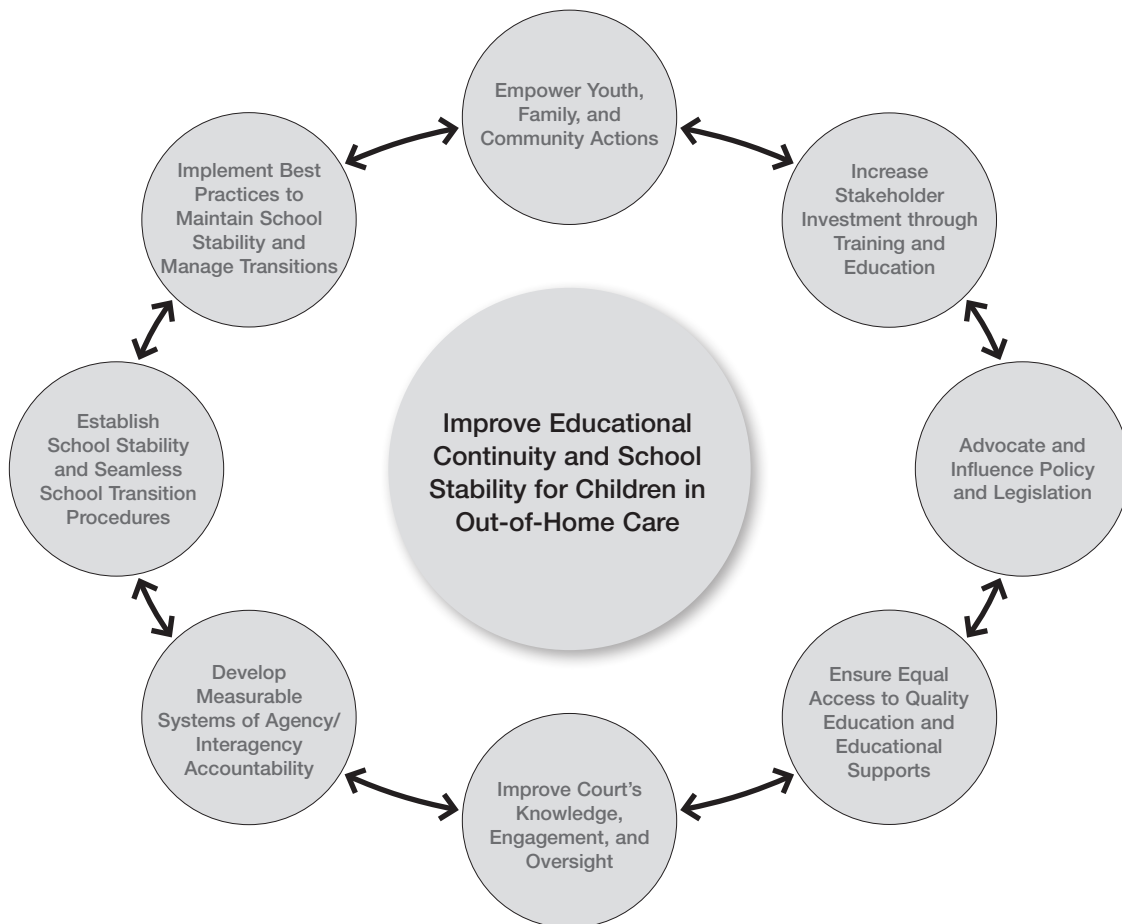 Empower Youth,
Family, and
Community Actions
Increase
Stakeholder
Investment through
Training and
Education
Advocate and
Influence Policy
and Legislation
Ensure Equal
Access to Quality
Education and
Educational
Supports
Improve Court’s
Knowledge,
Engagement, and
Oversight
Develop
Measurable
Systems of Agency/
Interagency
Accountability
Establish
School Stability
and Seamless
School Transition
Procedures
Implement Best
Practices to
Maintain School
Stability and
Manage Transitions
Improve Educational
Continuity and School
Stability for Children in
Out-of-Home Care